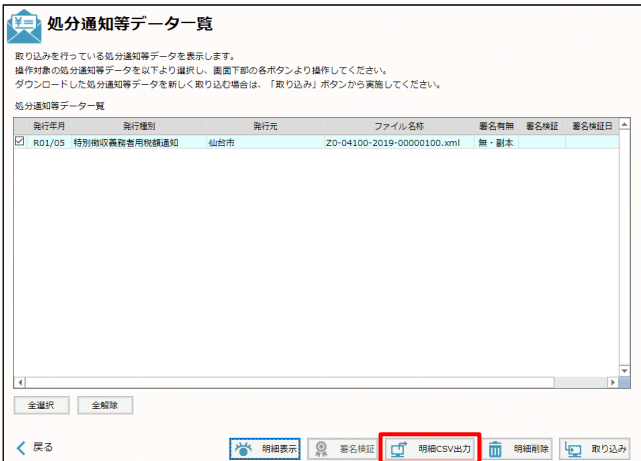 処分通知等データ一覧
取り込みを行っている処分通知等データを表示します。
操作対象の処分通知等データを以下より選択し、画面下部の各ボタンより操作してください。
ダウンロードした処分通知等データを新しく取り込む場合は、「取り込み」ボタンから実施してください。
処分通知等データ一覧
発行年月 発行種別 発行元 ファイル名称 署名有無 署名検証 署名検証日
R01/05 特別徴収義務者用税額通知 仙台市 Z0-04100-2019-00000100.xml 無・副本
全選択 全解除
戻る 明細表示 署名検証 明細CSV出力 明細削除 取り込み